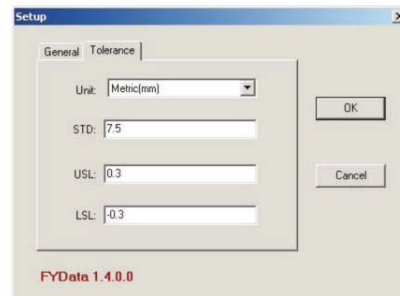 Setup
General Tolerance
Unit: Metric(mm)
STD: 7.5
OK
USL: 0.3
Cancel
LSL: -0.3
FYData 1.4.0.0